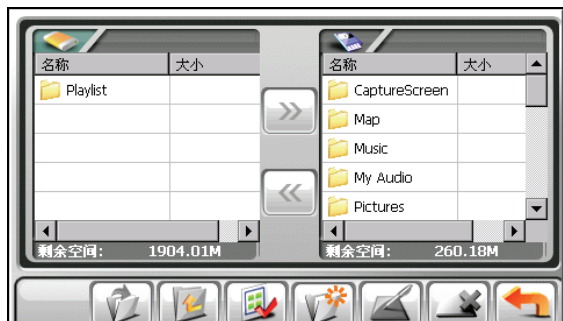 名称 大小
Playlist
剩余空间: 1904.01M
名称 大小
CaptureScreen
Map
Music
My Audio
Pictures
剩余空间: 260.18M